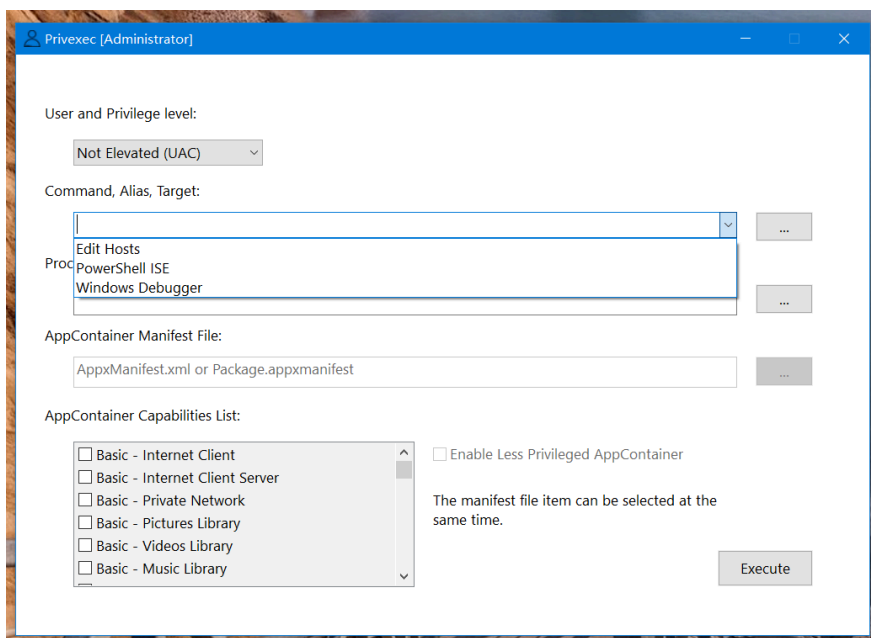 Privexec [Administrator]
User and Privilege level:
Not Elevated (UAC)
Command, Alias, Target:
...
Edit Hosts
Proc
PowerShell ISE
Windows Debugger
...
AppContainer Manifest File:
AppxManifest.xml or Package.appxmanifest
...
AppContainer Capabilities List:
Basic - Internet Client
Enable Less Privileged AppContainer
Basic - Internet Client Server
Basic - Private Network
The manifest file item can be selected at the
same time.
Basic - Pictures Library
Basic - Videos Library
Basic - Music Library
Execute